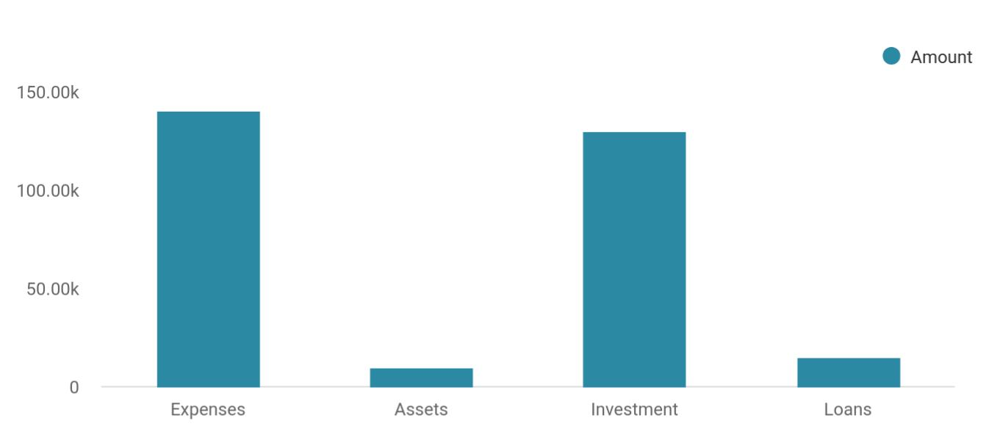 Amount
150.00k
100.00k
50.00k
0
Expenses Assets Investment Loans